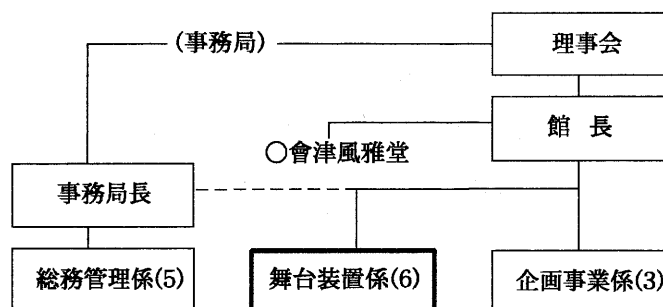 (事務局)
理事会
館 長
○會津風雅堂
事務局長
総務管理係(5)
舞台装置係(6)
企画事業係(3)